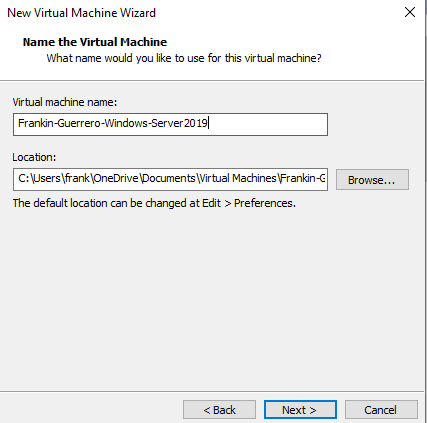 New Virtual Machine Wizard
Name the Virtual Machine
What name would you like to use for this virtual machine?
Virtual machine name:
Frankin-Guerrero-Windows-Server2019
Location:
C:\Users\frank\OneDrive\Documents\Virtual Machines\Frankin-G
Browse...
The default location can be changed at Edit > Preferences.
< Back
Next >
Cancel